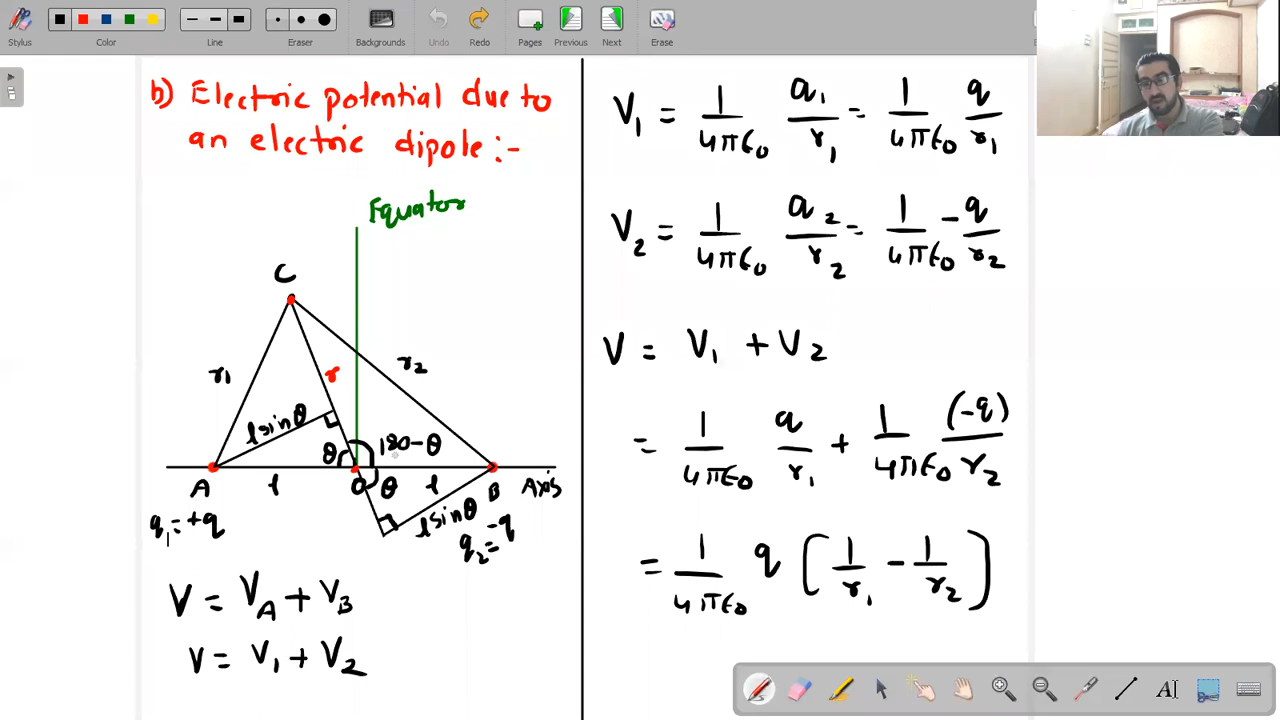 Stylus
Color
Line
Eraser
Backgrounds
Undo
Redo
Pages
Previous
Next
Erase
b) Electric potential due to
an electric dipole :-
Equator
C
r1
r
r2
l sinθ
θ
180-θ
A
l
O
θ
l
B
Axis
l sinθ
q1=+q
q2=-q
V = VA + VB
V = V1 + V2
V1 = 1/4πε0 q1/r1 = 1/4πε0 q/r1
V2 = 1/4πε0 q2/r2 = 1/4πε0 -q/r2
V = V1 + V2
= 1/4πε0 q/r1 + 1/4πε0 (-q)/r2
= 1/4πε0 q [1/r1 - 1/r2]
A